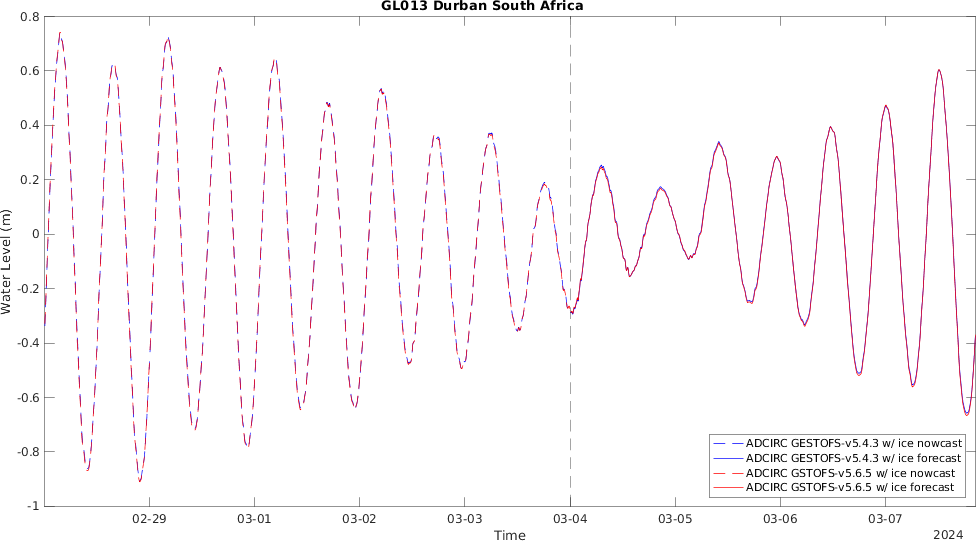 GL013 Durban South Africa
0.8
0.6
0.4
0.2
0
-0.2
-0.4
-0.6
-0.8
-1
Water Level (m)
ADCIRC GESTOFS-v5.4.3 w/ ice nowcast
ADCIRC GESTOFS-v5.4.3 w/ ice forecast
ADCIRC GSTOFS-v5.6.5 w/ ice nowcast
ADCIRC GSTOFS-v5.6.5 w/ ice forecast
02-29 03-01 03-02 03-03 03-04 03-05 03-06 03-07
Time
2024